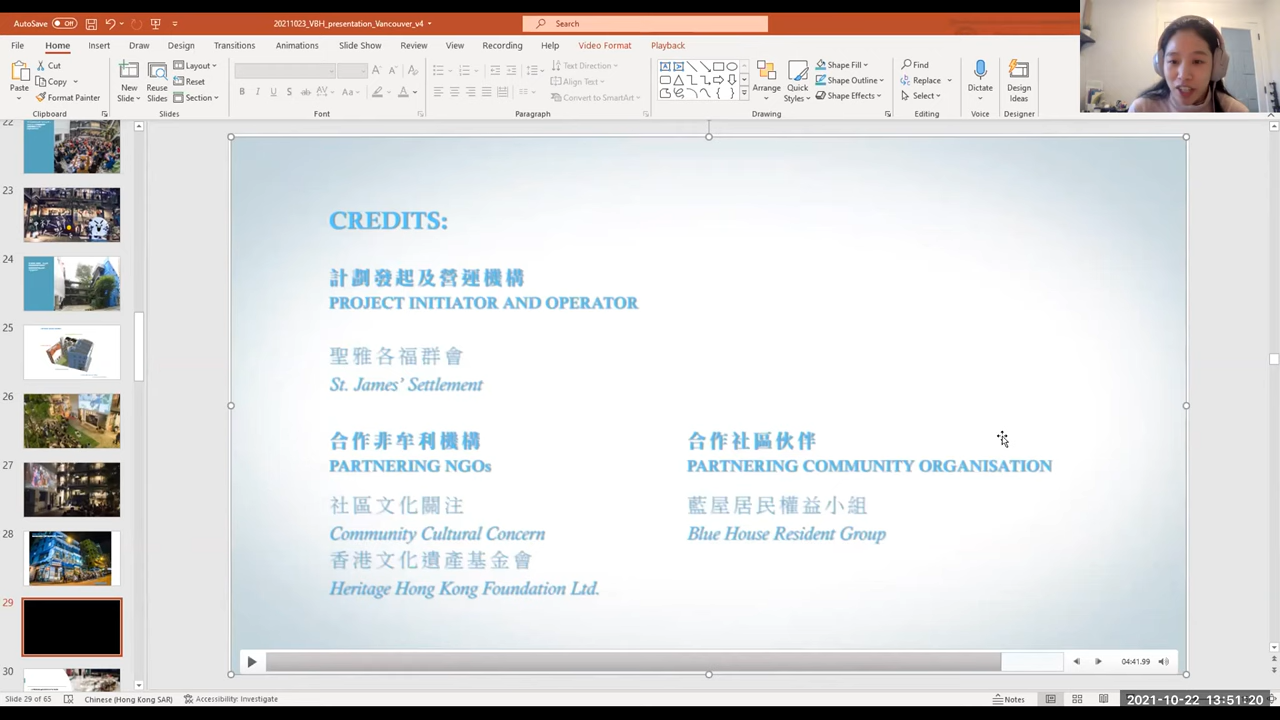 AutoSave
Off
20211023_VBH_presentation_Vancouver_v4
Search
File
Home
Insert
Draw
Design
Transitions
Animations
Slide Show
Review
View
Recording
Help
Video Format
Playback
Paste
Cut
Copy
Format Painter
Clipboard
New
Slide
Reuse
Slides
Layout
Reset
Section
Slides
Font
Text Direction
Align Text
Convert to SmartArt
Paragraph
Arrange
Quick
Styles
Shape Fill
Shape Outline
Shape Effects
Drawing
Find
Replace
Select
Editing
Dictate
Voice
Design
Ideas
Designer
22
23
24
25
26
27
28
29
30
CREDITS:
計劃發起及營運機構
PROJECT INITIATOR AND OPERATOR
聖雅各福群會
St. James' Settlement
合作非牟利機構
PARTNERING NGOs
社區文化關注
Community Cultural Concern
香港文化遺產基金會
Heritage Hong Kong Foundation Ltd.
合作社區伙伴
PARTNERING COMMUNITY ORGANISATION
藍屋居民權益小組
Blue House Resident Group
04:41.99
Slide 29 of 65
Chinese (Hong Kong SAR)
Accessibility: Investigate
Notes
2021-10-22 13:51:20